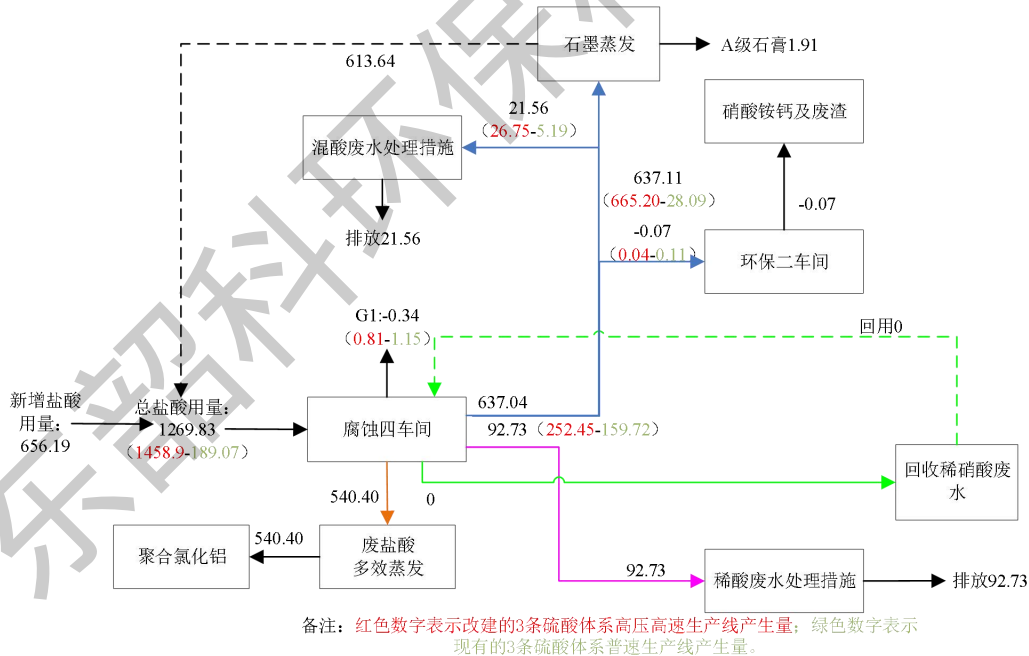 石墨蒸发
A级石膏1.91
613.64
硝酸铵钙及废渣
21.56
（26.75-5.19）
混酸废水处理措施
637.11
（665.20-28.09）
-0.07
排放21.56
-0.07
（0.04-0.11）
环保二车间
G1:-0.34
（0.81-1.15）
回用0
新增盐酸
用量：
656.19
总盐酸用量：
1269.83
（1458.9-189.07）
腐蚀四车间
637.04
92.73（252.45-159.72）
回收稀硝酸废
水
540.40
0
聚合氯化铝
540.40
废盐酸
多效蒸发
92.73
稀酸废水处理措施
排放92.73
备注：红色数字表示改建的3条硫酸体系高压高速生产线产生量；绿色数字表示
现有的3条硫酸体系普速生产线产生量。
东韶科环保科